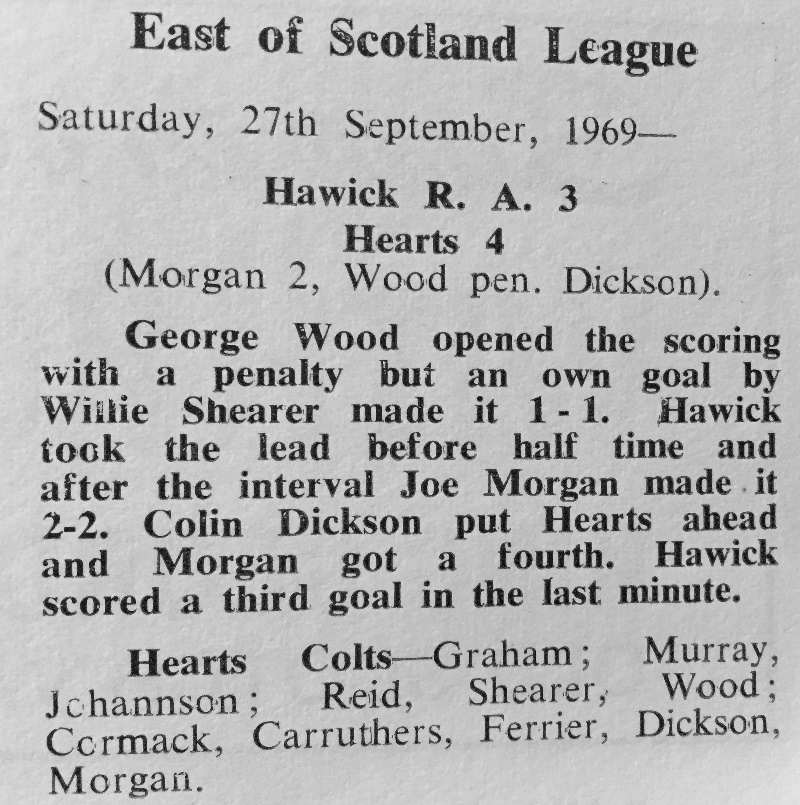 East of Scotland League
Saturday, 27th September, 1969—
Hawick R. A. 3
Hearts 4
(Morgan 2, Wood pen. Dickson).
George Wood opened the scoring
with a penalty but an own goal by
Willie Shearer made it 1 - 1. Hawick
took the lead before half time and
after the interval Joe Morgan made it
2-2. Colin Dickson put Hearts ahead
and Morgan got a fourth. Hawick
scored a third goal in the last minute.
Hearts Colts—Graham; Murray,
Johannson; Reid, Shearer, Wood;
Cormack, Carruthers, Ferrier, Dickson,
Morgan.